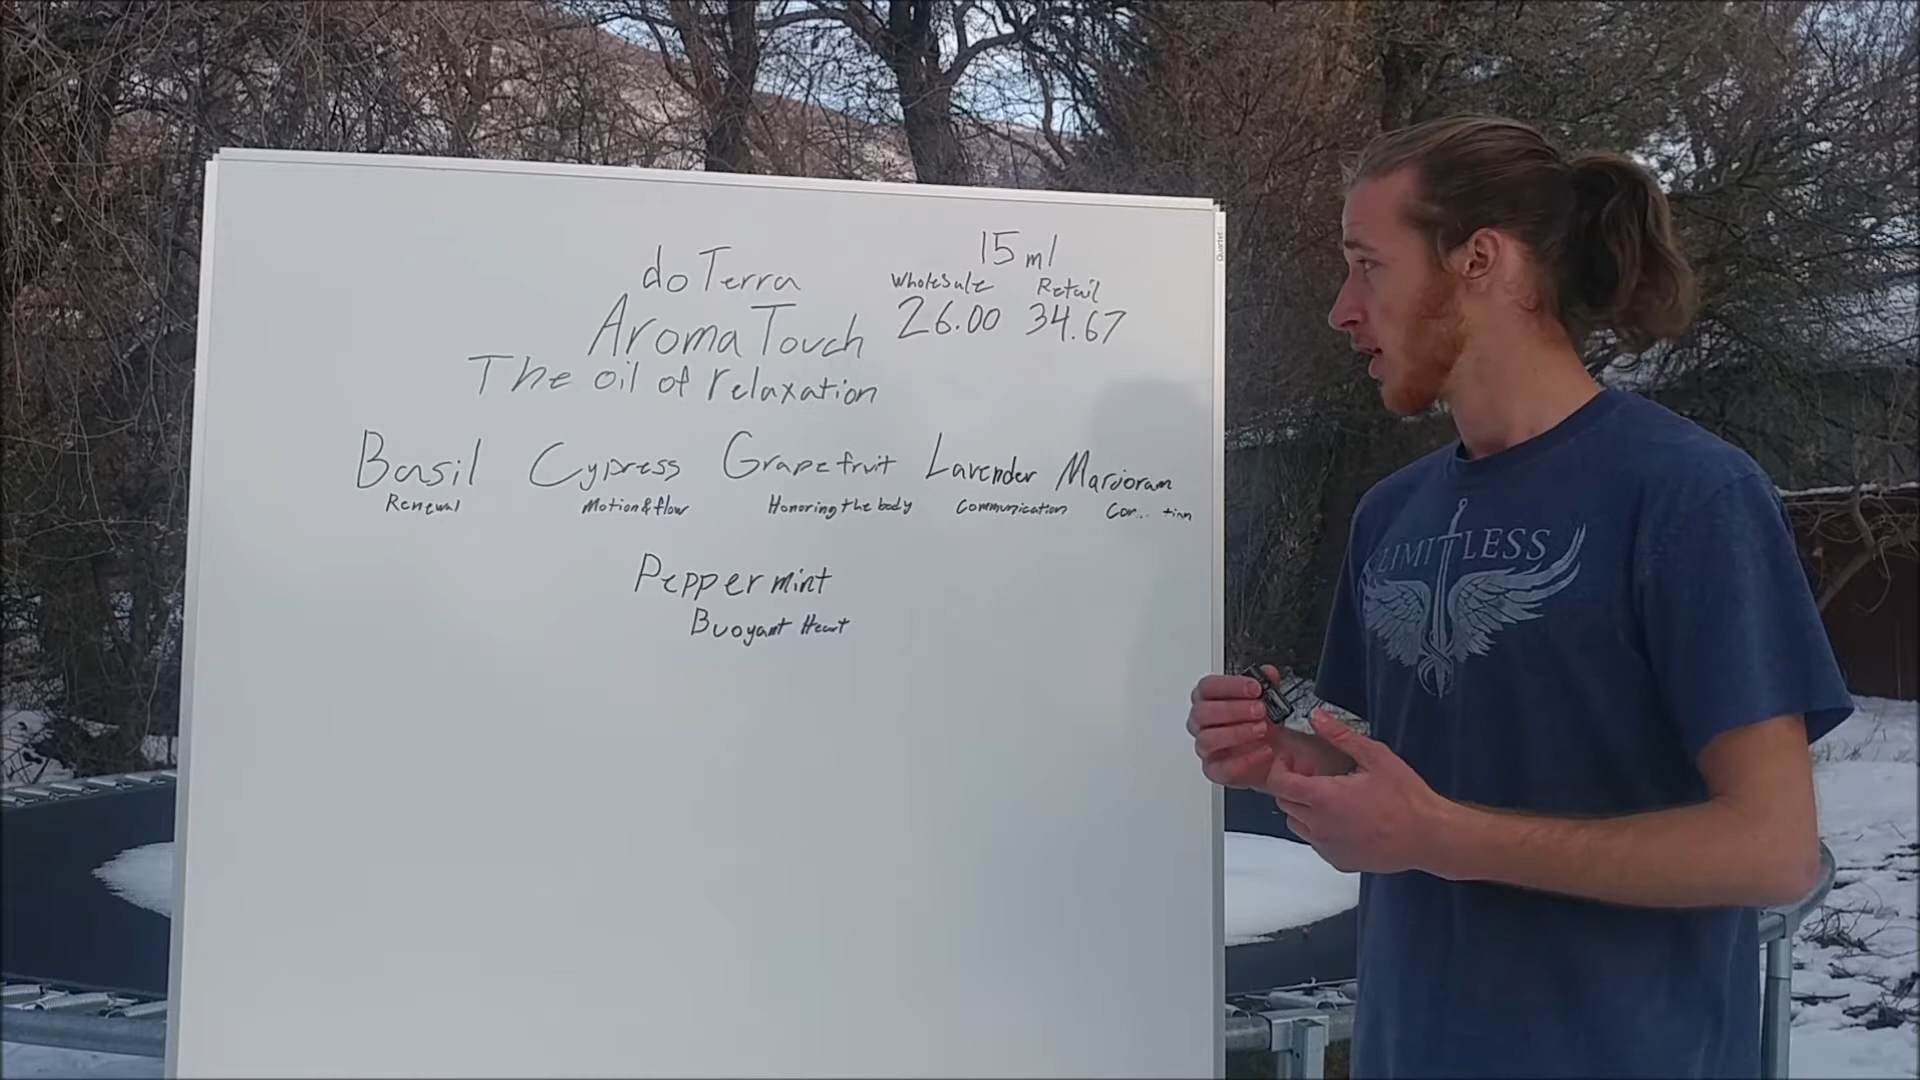 doTerra
AromaTouch
The oil of relaxation
15 ml
Wholesale Retail
26.00 34.67
Basil Cypress Grapefruit Lavender Marjoram
Renewal Motion & flow Honoring the body Communication
Peppermint
Buoyant Heart
LIMITLESS
Quartet